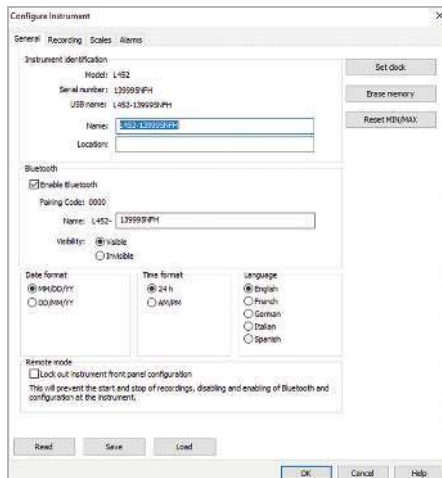 Configure Instrument
General Recording Scales Alarms
Instrument identification
Model: L452
Serial number: 139995NFH
USB name: L452-139995NFH
Name: L452-139995NFH
Location:
Set clock
Erase memory
Reset MIN/MAX
Bluetooth
Enable Bluetooth
Pairing Code: 0000
Name: L452- 139995NFH
Visibility: Visible
Invisible
Date format
MM/DD/YY
DD/MM/YY
Time format
24 h
AM/PM
Language
English
French
German
Italian
Spanish
Remote mode
Lock out instrument front panel configuration
This will prevent the start and stop of recordings, disabling and enabling of Bluetooth and
configuration at the instrument.
Read Save Load
OK Cancel Help